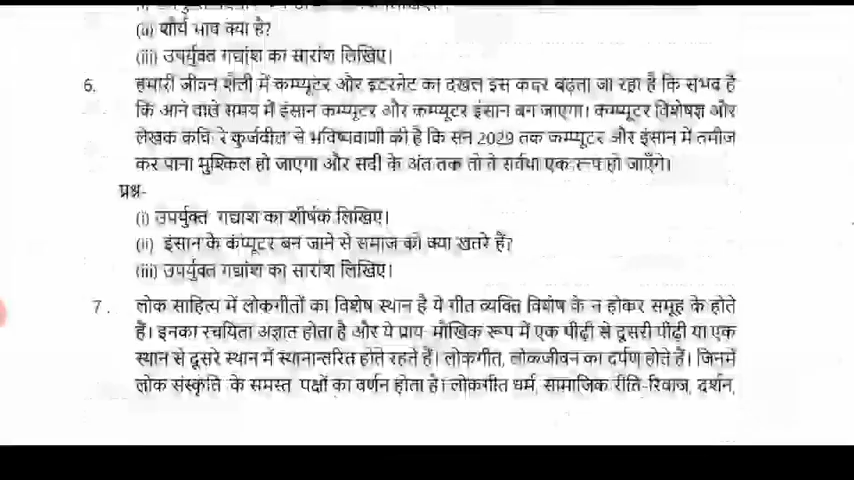 (ii) शौर्य भाव क्या है?
(iii) उपर्युक्त गद्यांश का सारांश लिखिए।
6. हमारी जीवन शैली में कम्प्यूटर और इटरनेट का दखल इस कदर बढ़ता जा रहा है कि संभव है
कि आने वाले समय में इंसान कम्प्यूटर और कम्प्यूटर इंसान बन जाएगा। कम्प्यूटर विशेषज्ञ और
लेखक कवि रे कुर्जवील से भविष्यवाणी की है कि सन 2029 तक कम्प्यूटर और इंसान में तमीज
कर पाना मुश्किल हो जाएगा और सदी के अंत तक तो वे सर्वथा एक रूप हो जाएँगे।
प्रश्न-
(i) उपर्युक्त गद्याश का शीर्षक लिखिए।
(ii) इंसान के कंप्यूटर बन जाने से समाज को क्या खतरे हैं?
(iii) उपर्युक्त गद्यांश का सारांश लिखिए।
7. लोक साहित्य में लोकगीतों का विशेष स्थान है ये गीत व्यक्ति विशेष के न होकर समूह के होते
हैं। इनका रचयिता अज्ञात होता है और ये प्राय मौखिक रूप में एक पीढ़ी से दूसरी पीढ़ी या एक
स्थान से दूसरे स्थान में स्थानान्तरित होते रहते हैं। लोकगीत, लोकजीवन का दर्पण होते हैं। जिनमें
लोक संस्कृति के समस्त पक्षों का वर्णन होता है। लोकगीत धर्म, सामाजिक रीति-रिवाज, दर्शन,